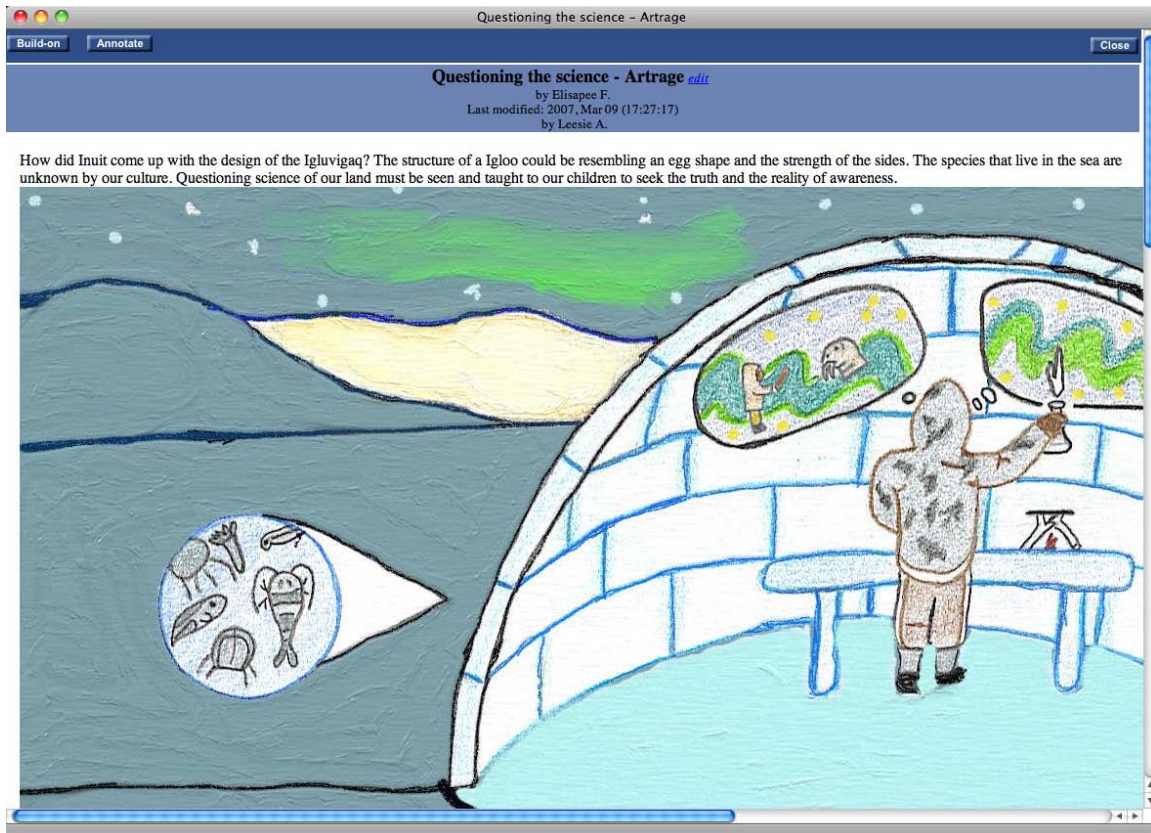 Questioning the science - Artrage
Build-on Annotate Close
Questioning the science - Artrage edit
by Elisapee F.
Last modified: 2007, Mar 09 (17:27:17)
by Leesie A.
How did Inuit come up with the design of the Igluvigaq? The structure of a Igloo could be resembling an egg shape and the strength of the sides. The species that live in the sea are
unknown by our culture. Questioning science of our land must be seen and taught to our children to seek the truth and the reality of awareness.